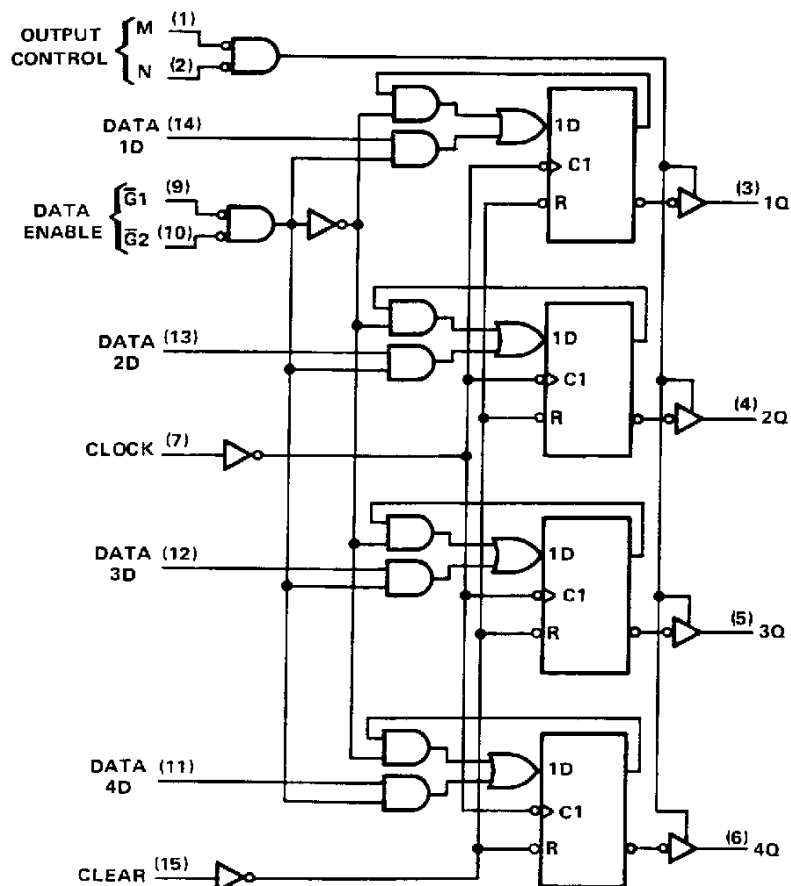 OUTPUT CONTROL
M (1)
N (2)
DATA 1D (14)
1D
C1
R
(3) 1Q
DATA ENABLE
G̅1 (9)
G̅2 (10)
DATA 2D (13)
1D
C1
R
(4) 2Q
CLOCK (7)
DATA 3D (12)
1D
C1
R
(5) 3Q
DATA 4D (11)
1D
C1
R
(6) 4Q
CLEAR (15)